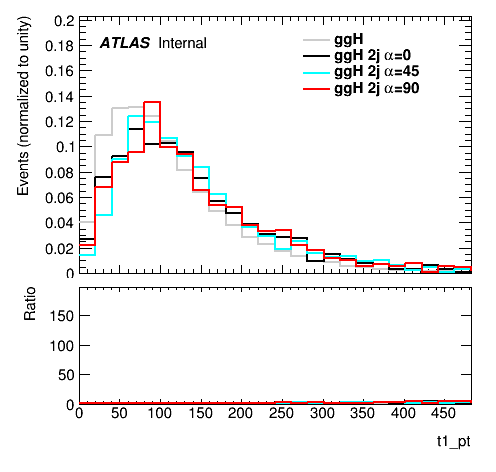 Events (normalized to unity)
0.2
0.18
0.16
0.14
0.12
0.1
0.08
0.06
0.04
0.02
0
ATLAS Internal
ggH
ggH 2j α=0
ggH 2j α=45
ggH 2j α=90
Ratio
150
100
50
0
0 50 100 150 200 250 300 350 400 450
t1_pt